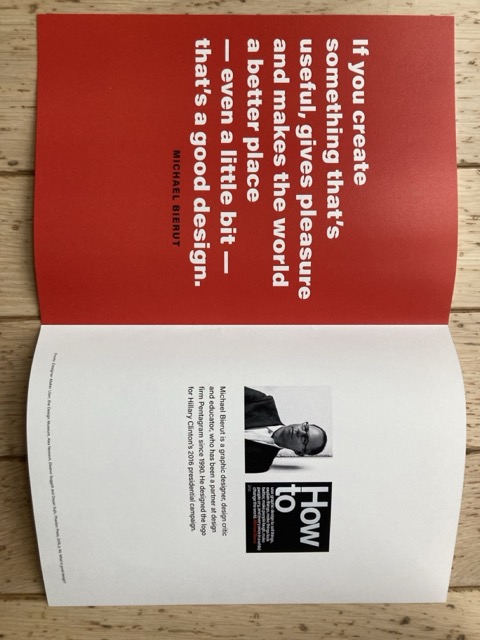 If you create
something that's
useful, gives pleasure
and makes the world
a better place
— even a little bit —
that's a good design.
MICHAEL BIERUT
How
to
Michael Bierut is a graphic designer, design critic
and educator, who has been a partner at design
firm Pentagram since 1990. He designed the logo
for Hillary Clinton's 2016 presidential campaign.